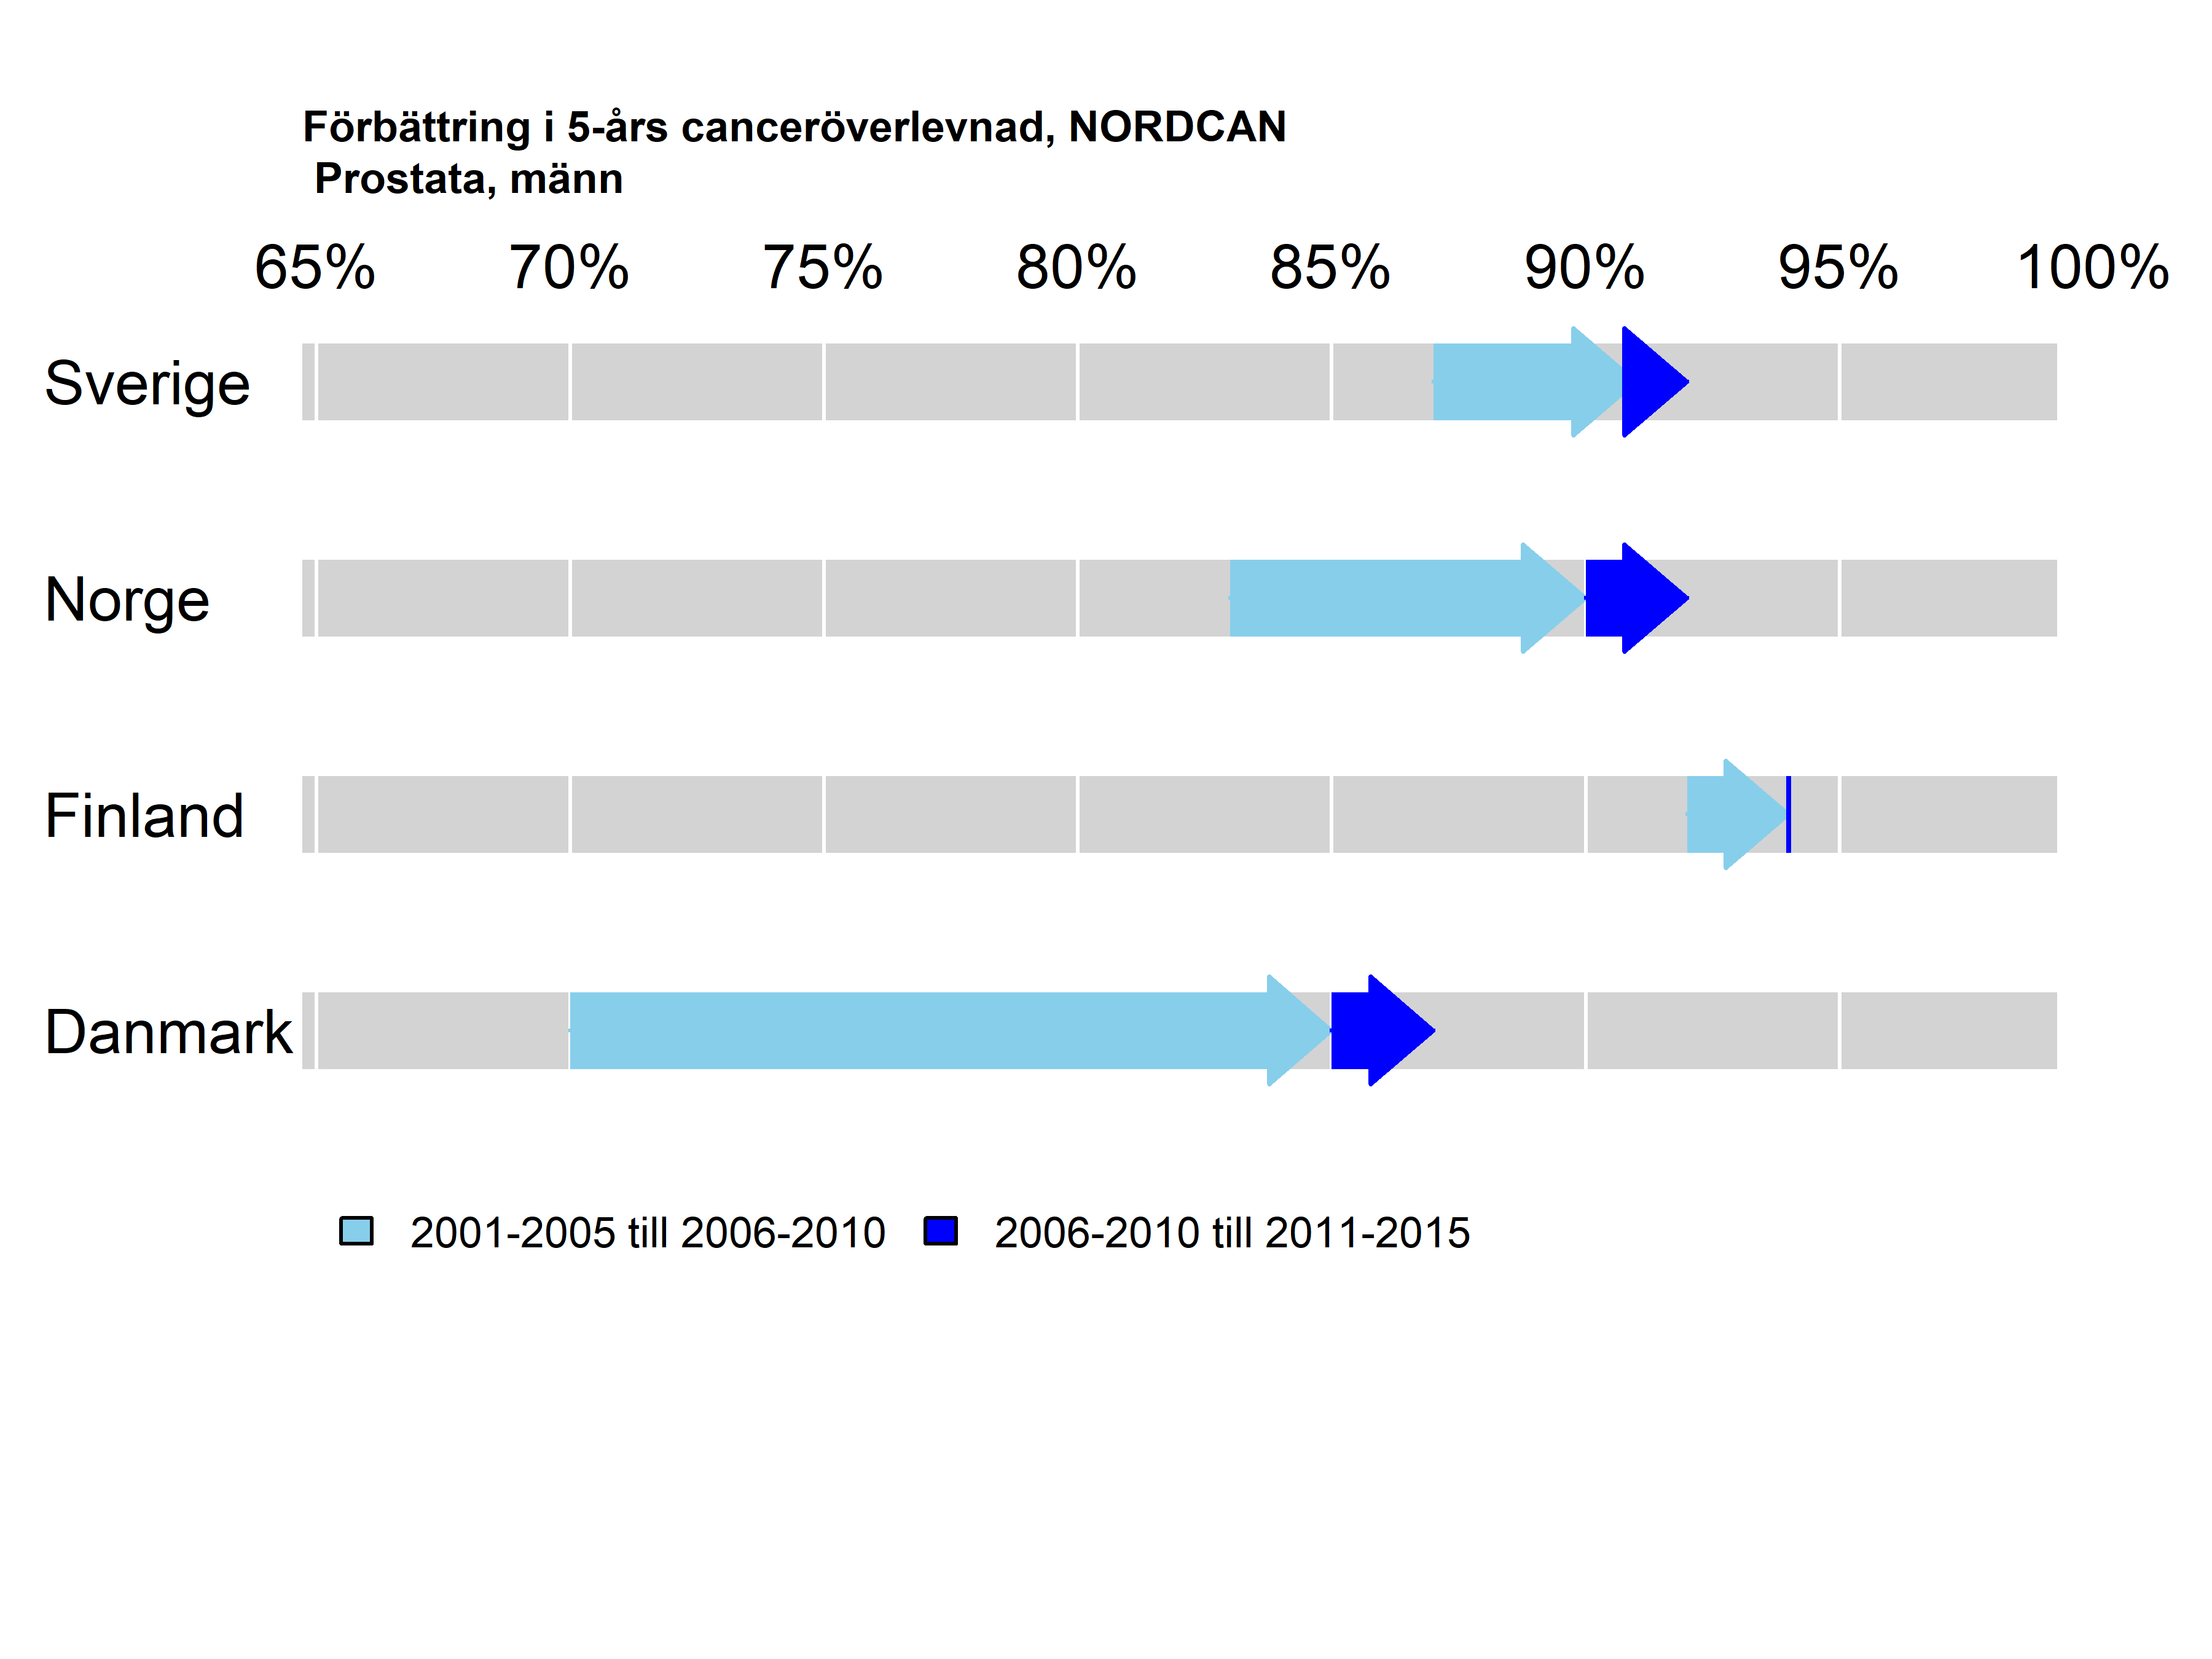 Förbättring i 5-års canceröverlevnad, NORDCAN
Prostata, männ
65% 70% 75% 80% 85% 90% 95% 100%
Sverige
Norge
Finland
Danmark
2001-2005 till 2006-2010 2006-2010 till 2011-2015